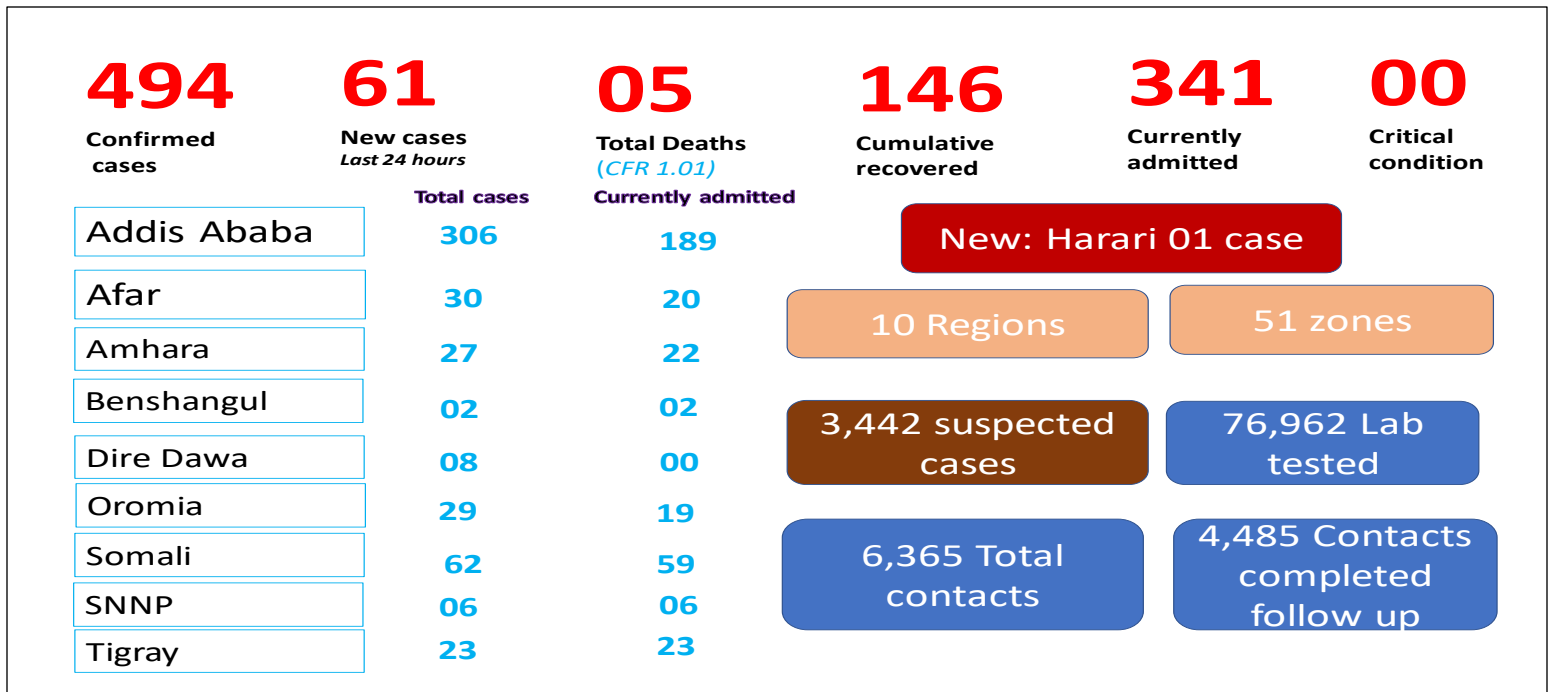 494
Confirmed
cases
61
New cases
Last 24 hours
05
Total Deaths
(CFR 1.01)
146
Cumulative
recovered
341
Currently
admitted
00
Critical
condition
Total cases Currently admitted
Addis Ababa 306 189
Afar 30 20
Amhara 27 22
Benshangul 02 02
Dire Dawa 08 00
Oromia 29 19
Somali 62 59
SNNP 06 06
Tigray 23 23
New: Harari 01 case
10 Regions
51 zones
3,442 suspected
cases
76,962 Lab
tested
6,365 Total
contacts
4,485 Contacts
completed
follow up